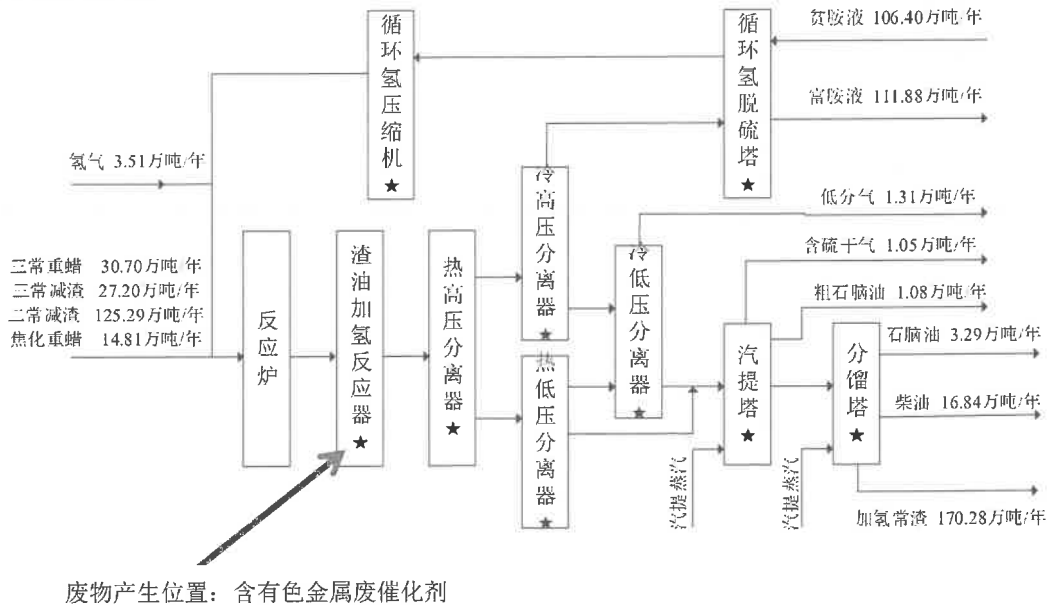 贫胺液 106.40万吨/年
循环氢压缩机★
循环氢脱硫塔★
富胺液 111.88万吨/年
氢气 3.51万吨/年
冷高压分离器★
低分气 1.31万吨/年
含硫干气 1.05万吨/年
粗石脑油 1.08万吨/年
三常重蜡 30.70万吨/年
三常减渣 27.20万吨/年
二常减渣 125.29万吨/年
焦化重蜡 14.81万吨/年
反应炉
渣油加氢反应器★
热高压分离器★
热低压分离器★
冷低压分离器★
汽提塔★
分馏塔★
石脑油 3.29万吨/年
柴油 16.84万吨/年
汽提蒸汽
汽提蒸汽
加氢常渣 170.28万吨/年
废物产生位置：含有色金属废催化剂